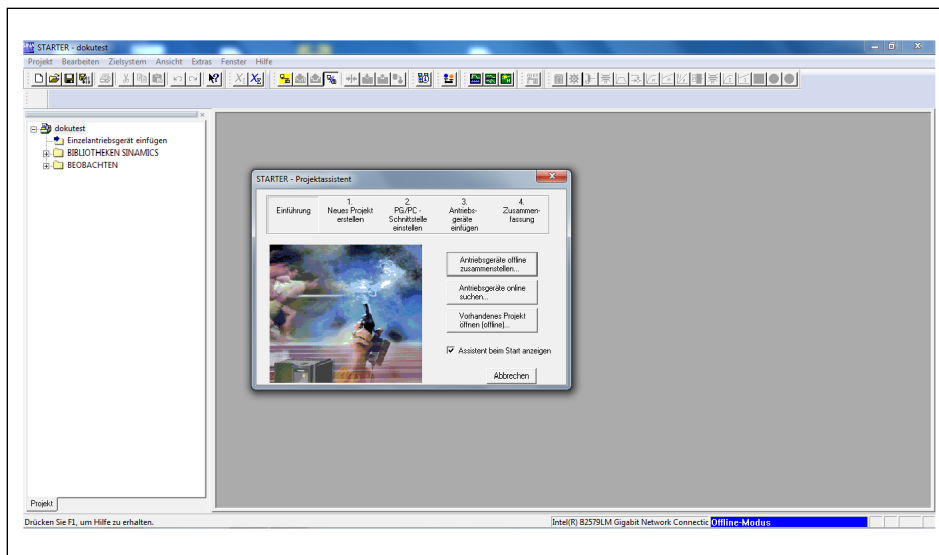 STARTER - dokutest
Projekt Bearbeiten Zielsystem Ansicht Extras Fenster Hilfe
dokutest
Einzelantriebsgerät einfügen
BIBLIOTHEKEN SINAMICS
BEOBACHTEN
STARTER - Projektassistent
Einführung
1.
Neues Projekt
erstellen
2.
PG/PC -
Schnittstelle
einstellen
3.
Antriebs-
geräte
einfügen
4.
Zusammen-
fassung
Antriebsgeräte offline
zusammenstellen...
Antriebsgeräte online
suchen...
Vorhandenes Projekt
öffnen (offline)...
Assistent beim Start anzeigen
Abbrechen
Projekt
Drücken Sie F1, um Hilfe zu erhalten.
Intel(R) 82579LM Gigabit Network Connectic
Offline-Modus